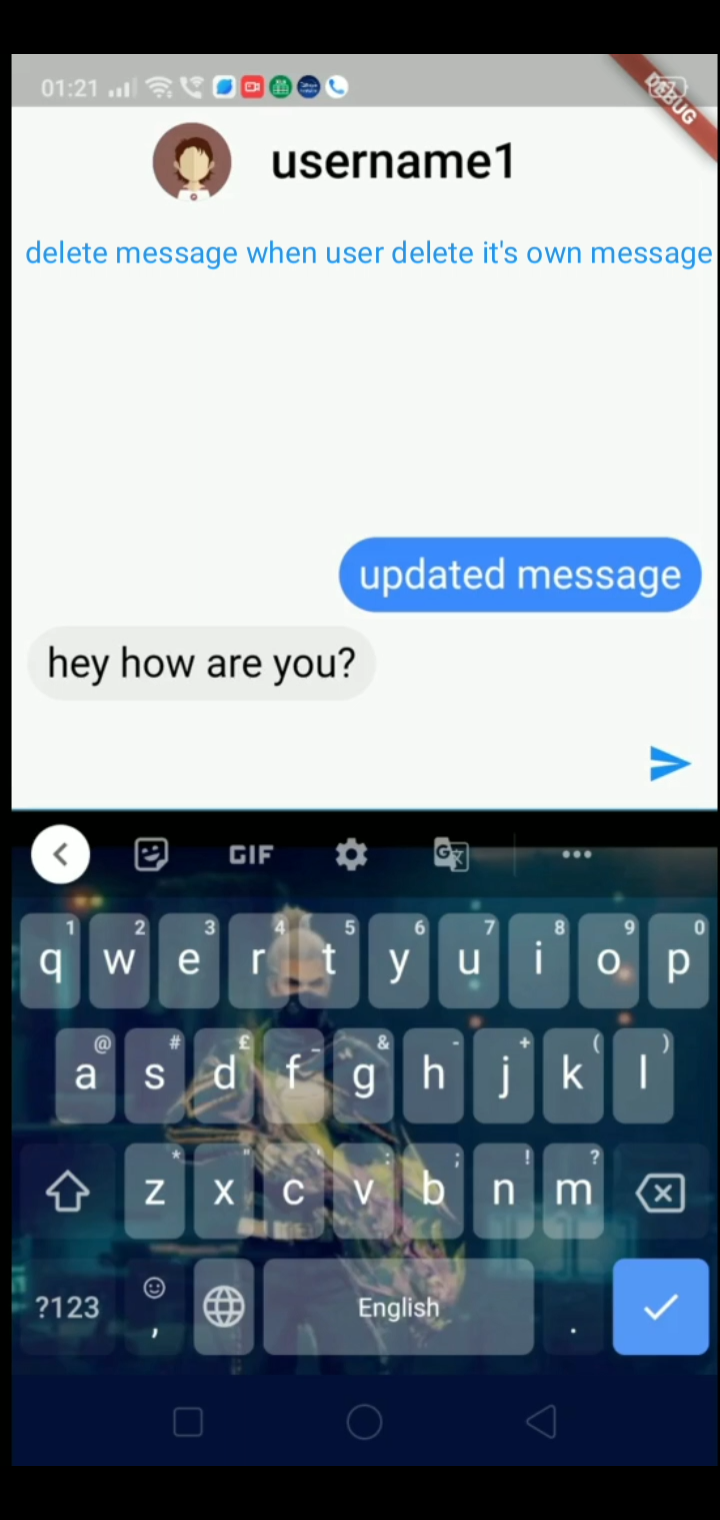 01:21
DEBUG
username1
delete message when user delete it's own message
updated message
hey how are you?
GIF
1 2 3 4 5 6 7 8 9 0
q w e r t y u i o p
@ # £ _ & - + ( )
a s d f g h j k l
* " ' : ; ! ?
z x c v b n m
?123 , English .